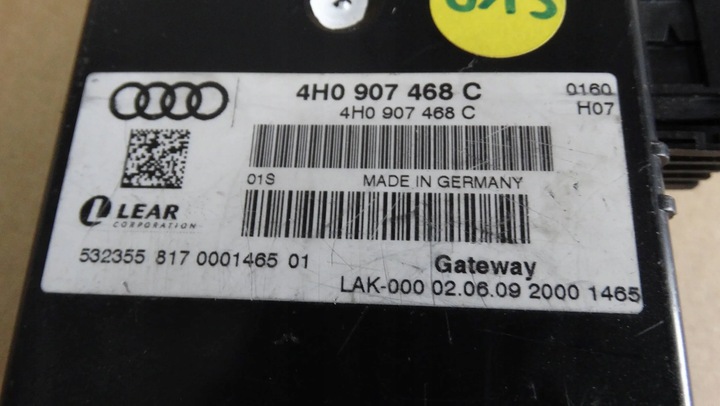 4H0 907 468 C
4H0 907 468 C
0160
H07
01S MADE IN GERMANY
LEAR
CORPORATION
532355 817 0001465 01
Gateway
LAK-000 02.06.09 2000 1465